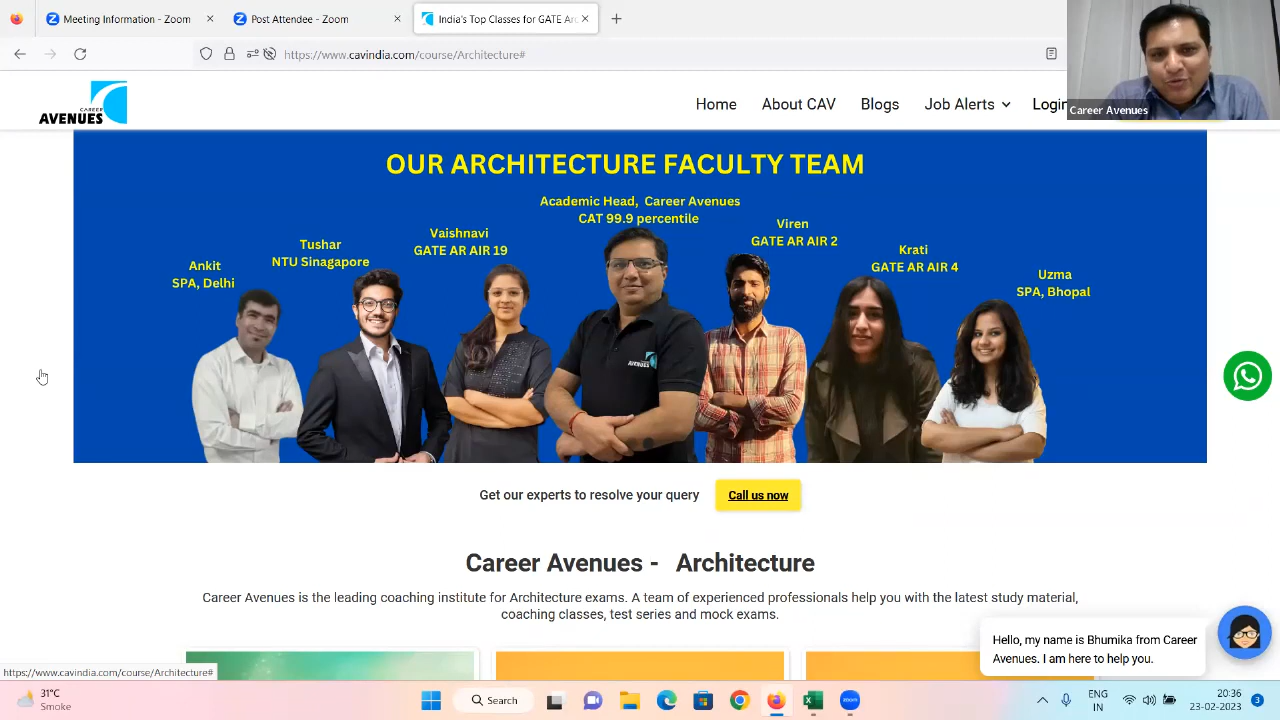 Meeting Information - Zoom
Post Attendee - Zoom
India's Top Classes for GATE Arc
https://www.cavindia.com/course/Architecture#
CAREER
AVENUES
Home
About CAV
Blogs
Job Alerts
Login
Career Avenues
OUR ARCHITECTURE FACULTY TEAM
Academic Head, Career Avenues
CAT 99.9 percentile
Ankit
SPA, Delhi
Tushar
NTU Sinagapore
Vaishnavi
GATE AR AIR 19
Viren
GATE AR AIR 2
Krati
GATE AR AIR 4
Uzma
SPA, Bhopal
AVENUES
Get our experts to resolve your query
Call us now
Career Avenues - Architecture
Career Avenues is the leading coaching institute for Architecture exams. A team of experienced professionals help you with the latest study material,
coaching classes, test series and mock exams.
Hello, my name is Bhumika from Career
Avenues. I am here to help you.
https://www.cavindia.com/course/Architecture#
31°C
Smoke
Search
zoom
ENG
IN
20:36
23-02-2023
3